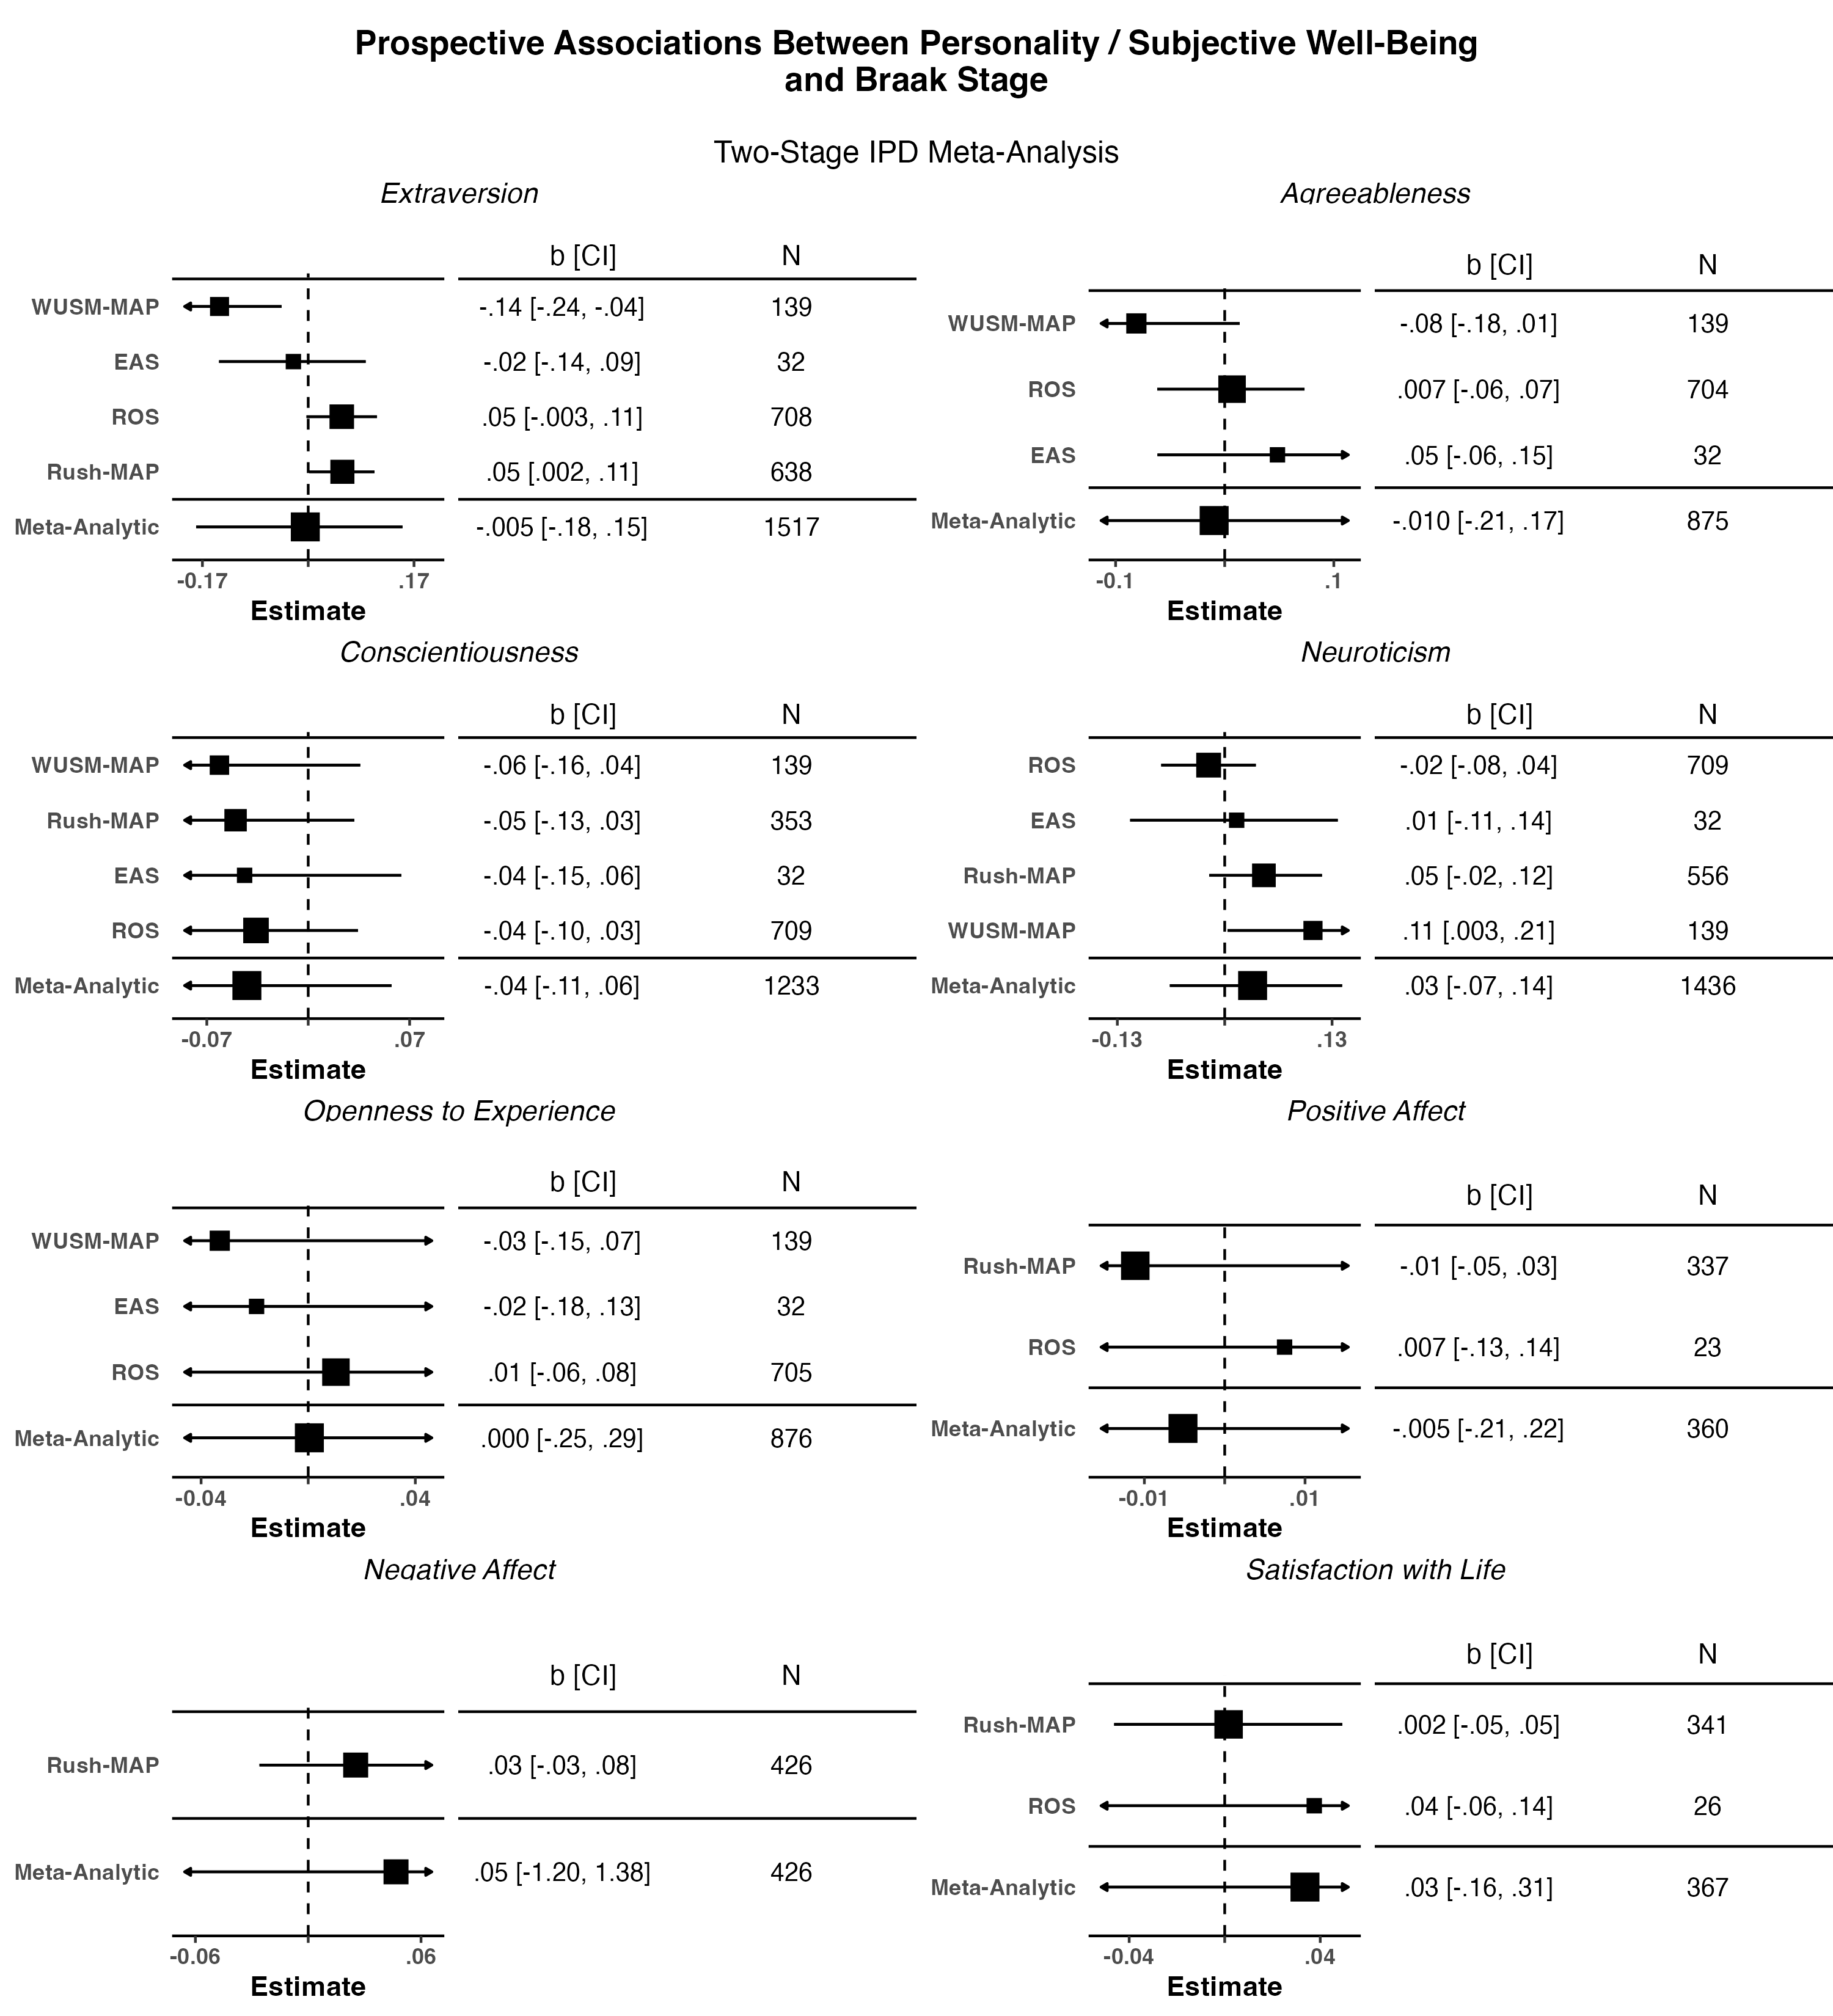 Prospective Associations Between Personality / Subjective Well-Being
and Braak Stage
Two-Stage IPD Meta-Analysis
Extraversion
b [CI] N
WUSM-MAP -.14 [-.24, -.04] 139
EAS -.02 [-.14, .09] 32
ROS .05 [-.003, .11] 708
Rush-MAP .05 [.002, .11] 638
Meta-Analytic -.005 [-.18, .15] 1517
-0.17 .17
Estimate
Agreeableness
b [CI] N
WUSM-MAP -.08 [-.18, .01] 139
ROS .007 [-.06, .07] 704
EAS .05 [-.06, .15] 32
Meta-Analytic -.010 [-.21, .17] 875
-0.1 .1
Estimate
Conscientiousness
b [CI] N
WUSM-MAP -.06 [-.16, .04] 139
Rush-MAP -.05 [-.13, .03] 353
EAS -.04 [-.15, .06] 32
ROS -.04 [-.10, .03] 709
Meta-Analytic -.04 [-.11, .06] 1233
-0.07 .07
Estimate
Neuroticism
b [CI] N
ROS -.02 [-.08, .04] 709
EAS .01 [-.11, .14] 32
Rush-MAP .05 [-.02, .12] 556
WUSM-MAP .11 [.003, .21] 139
Meta-Analytic .03 [-.07, .14] 1436
-0.13 .13
Estimate
Openness to Experience
b [CI] N
WUSM-MAP -.03 [-.15, .07] 139
EAS -.02 [-.18, .13] 32
ROS .01 [-.06, .08] 705
Meta-Analytic .000 [-.25, .29] 876
-0.04 .04
Estimate
Positive Affect
b [CI] N
Rush-MAP -.01 [-.05, .03] 337
ROS .007 [-.13, .14] 23
Meta-Analytic -.005 [-.21, .22] 360
-0.01 .01
Estimate
Negative Affect
b [CI] N
Rush-MAP .03 [-.03, .08] 426
Meta-Analytic .05 [-1.20, 1.38] 426
-0.06 .06
Estimate
Satisfaction with Life
b [CI] N
Rush-MAP .002 [-.05, .05] 341
ROS .04 [-.06, .14] 26
Meta-Analytic .03 [-.16, .31] 367
-0.04 .04
Estimate